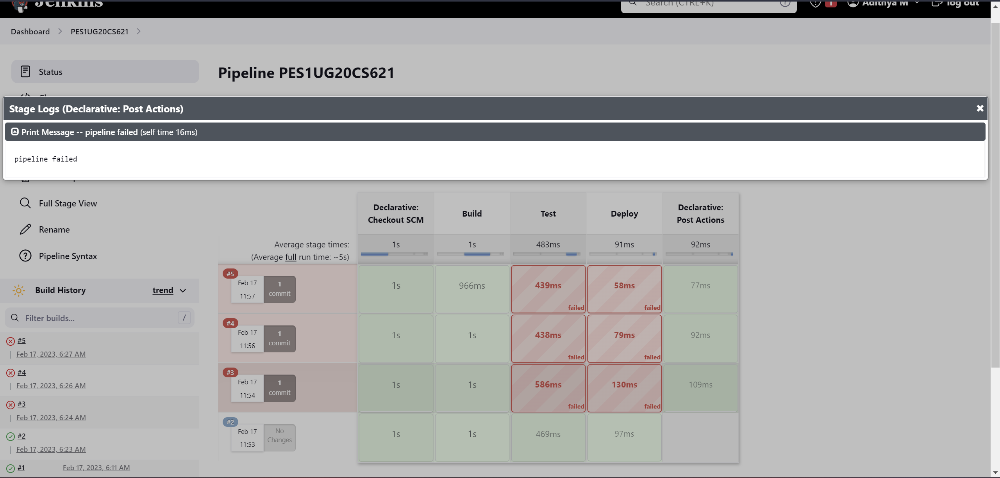 Jenkins
Search (CTRL+K)
1
Adithya M
log out
Dashboard
PES1UG20CS621
Status
Pipeline PES1UG20CS621
Stage Logs (Declarative: Post Actions)
Print Message -- pipeline failed (self time 16ms)
pipeline failed
Full Stage View
Rename
Pipeline Syntax
Build History
trend
Filter builds...
/
#5
Feb 17, 2023, 6:27 AM
#4
Feb 17, 2023, 6:26 AM
#3
Feb 17, 2023, 6:24 AM
#2
Feb 17, 2023, 6:23 AM
#1 Feb 17, 2023, 6:11 AM
Declarative:
Checkout SCM
Build
Test
Deploy
Declarative:
Post Actions
Average stage times:
(Average full run time: ~5s)
1s
1s
483ms
91ms
92ms
#5
Feb 17
11:57
1
commit
1s
966ms
439ms
failed
58ms
failed
77ms
#4
Feb 17
11:56
1
commit
1s
1s
438ms
failed
79ms
failed
92ms
#3
Feb 17
11:54
1
commit
1s
1s
586ms
failed
130ms
failed
109ms
#2
Feb 17
11:53
No
Changes
1s
1s
469ms
97ms